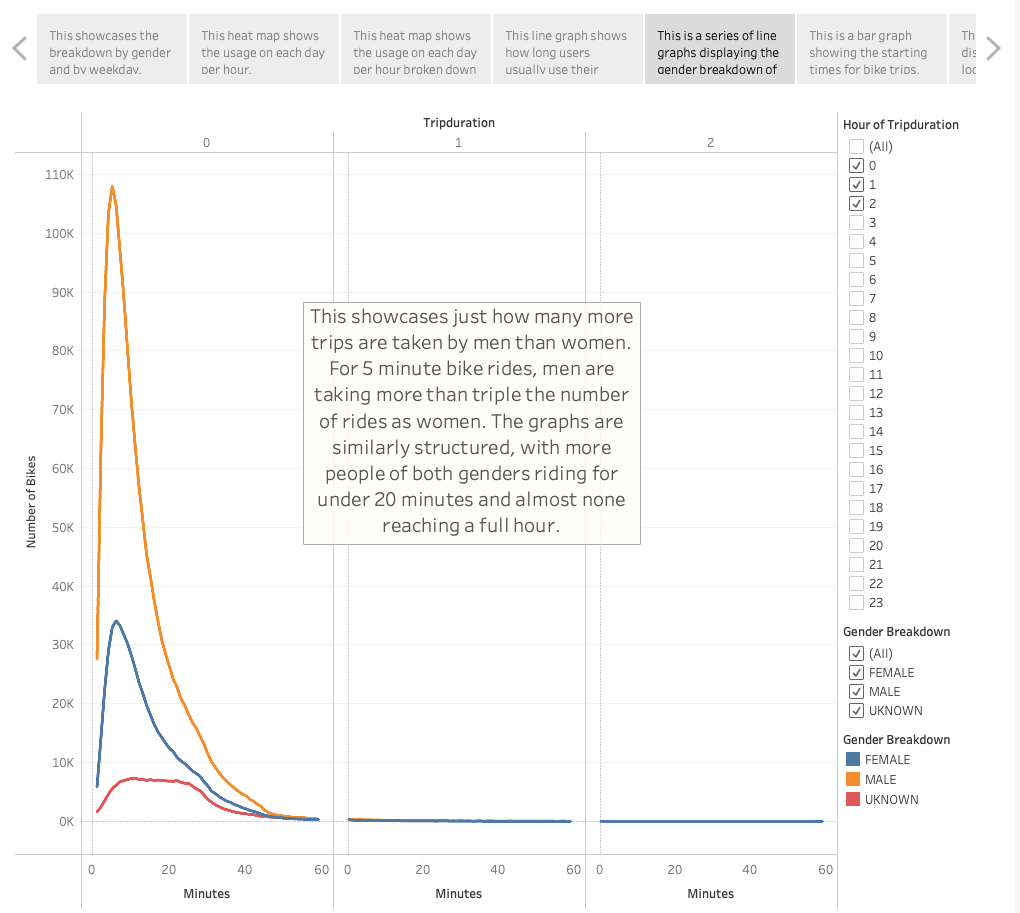 This showcases the
breakdown by gender
and by weekday.
This heat map shows
the usage on each day
per hour.
This heat map shows
the usage on each day
per hour broken down
This line graph shows
how long users
usually use their
This is a series of line
graphs displaying the
gender breakdown of
This is a bar graph
showing the starting
times for bike trips.
Th
dis
loc
Tripduration
0
1
2
110K
100K
90K
80K
70K
60K
50K
40K
30K
20K
10K
0K
Number of Bikes
This showcases just how many more
trips are taken by men than women.
For 5 minute bike rides, men are
taking more than triple the number
of rides as women. The graphs are
similarly structured, with more
people of both genders riding for
under 20 minutes and almost none
reaching a full hour.
0 20 40 60
0 20 40 60
0 20 40 60
Minutes
Minutes
Minutes
Hour of Tripduration
(All)
0
1
2
3
4
5
6
7
8
9
10
11
12
13
14
15
16
17
18
19
20
21
22
23
Gender Breakdown
(All)
FEMALE
MALE
UKNOWN
Gender Breakdown
FEMALE
MALE
UKNOWN